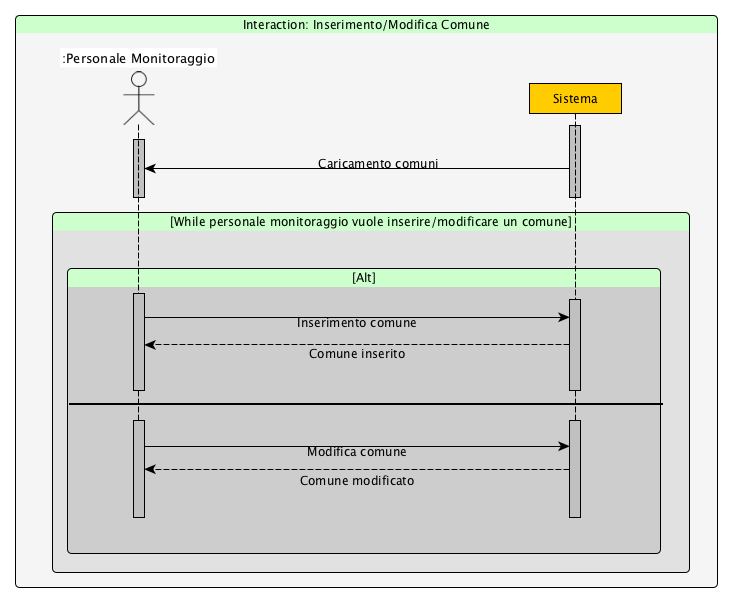 Interaction: Inserimento/Modifica Comune
:Personale Monitoraggio
Sistema
Caricamento comuni
[While personale monitoraggio vuole inserire/modificare un comune]
[Alt]
Inserimento comune
Comune inserito
Modifica comune
Comune modificato